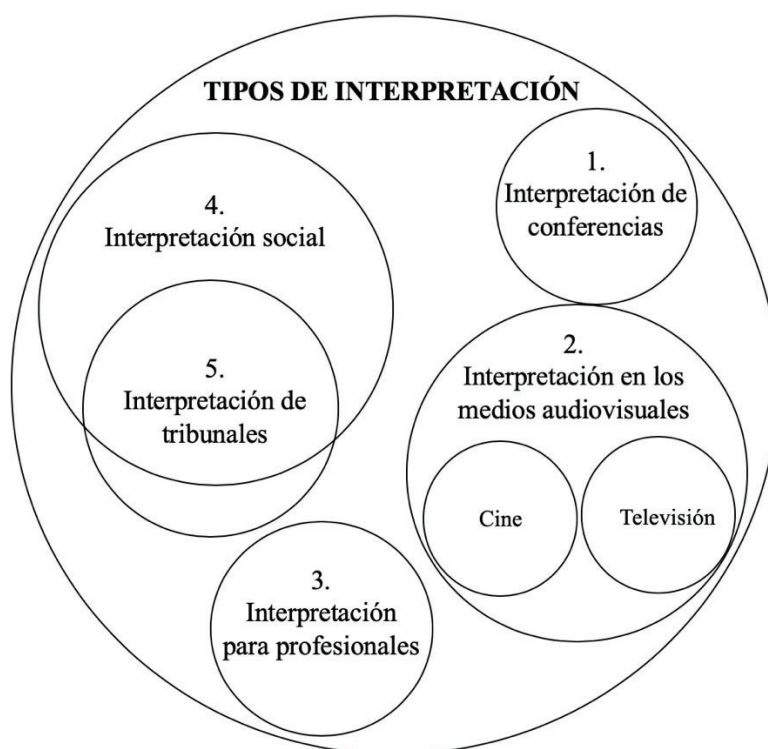 TIPOS DE INTERPRETACIÓN
1.
Interpretación de
conferencias
4.
Interpretación social
2.
Interpretación en los
medios audiovisuales
5.
Interpretación de
tribunales
Cine
Televisión
3.
Interpretación
para profesionales